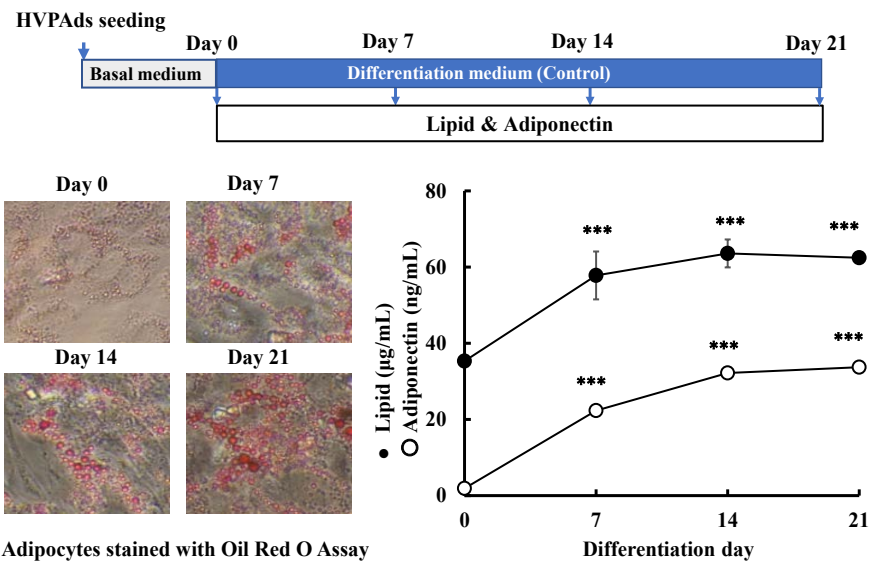 HVPAds seeding
Day 0 Day 7 Day 14 Day 21
Basal medium Differentiation medium (Control)
Lipid & Adiponectin
Day 0 Day 7
Day 14 Day 21
Adipocytes stained with Oil Red O Assay
● Lipid (µg/mL)
○ Adiponectin (ng/mL)
80
60
40
20
0
*** *** ***
*** *** ***
0 7 14 21
Differentiation day